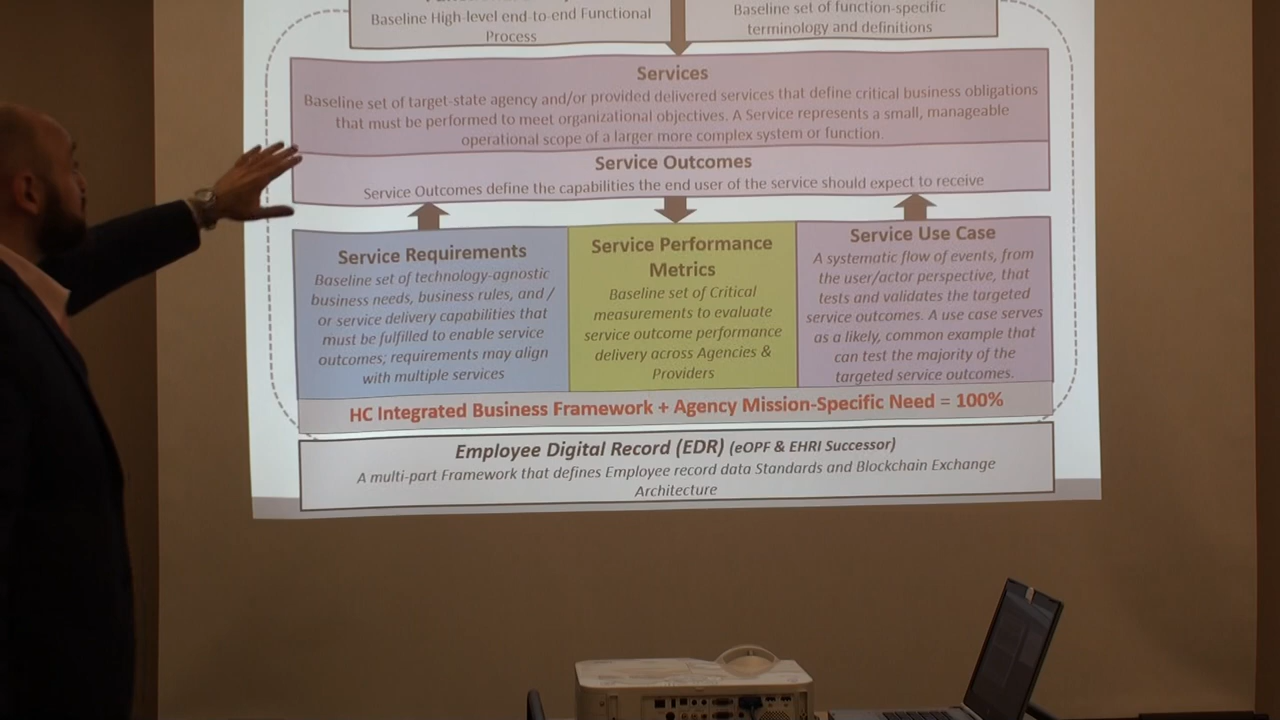 Baseline High-level end-to-end Functional
Process
Baseline set of function-specific
terminology and definitions
Services
Baseline set of target-state agency and/or provided delivered services that define critical business obligations
that must be performed to meet organizational objectives. A Service represents a small, manageable
operational scope of a larger more complex system or function.
Service Outcomes
Service Outcomes define the capabilities the end user of the service should expect to receive
Service Requirements
Baseline set of technology-agnostic
business needs, business rules, and /
or service delivery capabilities that
must be fulfilled to enable service
outcomes; requirements may align
with multiple services
Service Performance
Metrics
Baseline set of Critical
measurements to evaluate
service outcome performance
delivery across Agencies &
Providers
Service Use Case
A systematic flow of events, from
the user/actor perspective, that
tests and validates the targeted
service outcomes. A use case serves
as a likely, common example that
can test the majority of the
targeted service outcomes.
HC Integrated Business Framework + Agency Mission-Specific Need = 100%
Employee Digital Record (EDR) (eOPF & EHRI Successor)
A multi-part Framework that defines Employee record data Standards and Blockchain Exchange
Architecture